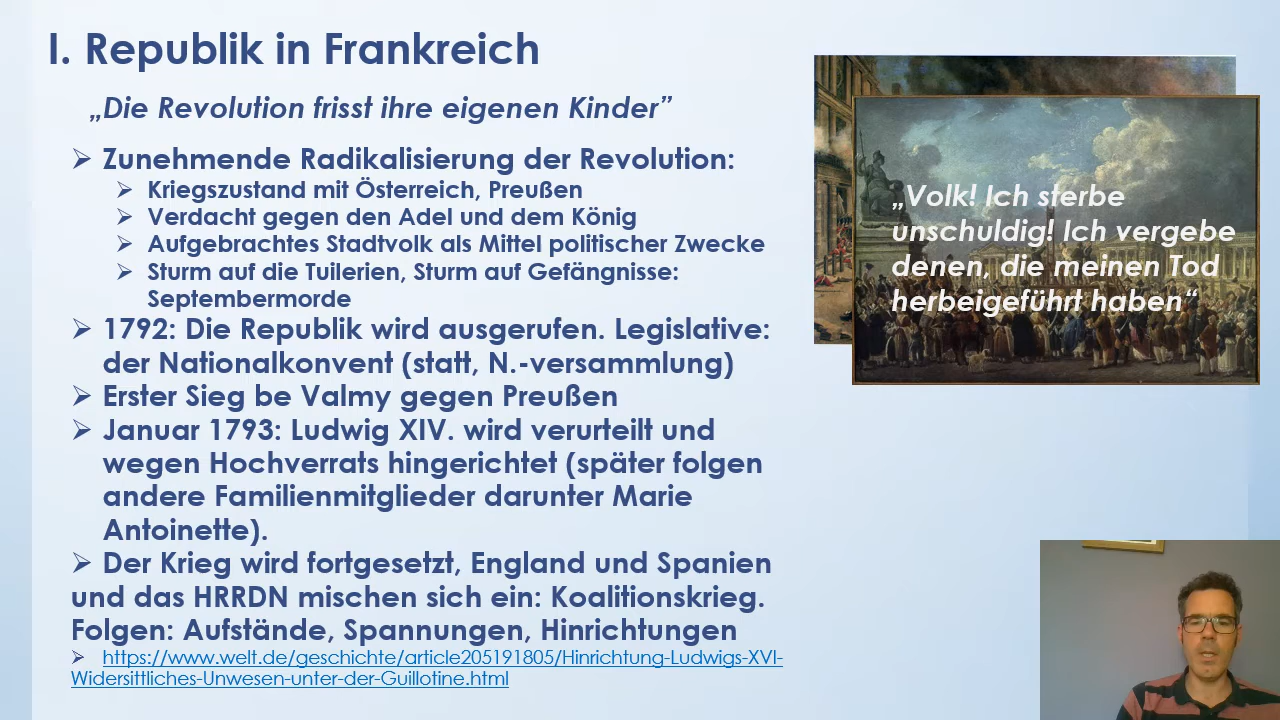 I. Republik in Frankreich
„Die Revolution frisst ihre eigenen Kinder”
➢ Zunehmende Radikalisierung der Revolution:
➢ Kriegszustand mit Österreich, Preußen
➢ Verdacht gegen den Adel und dem König
➢ Aufgebrachtes Stadtvolk als Mittel politischer Zwecke
➢ Sturm auf die Tuilerien, Sturm auf Gefängnisse:
Septembermorde
➢ 1792: Die Republik wird ausgerufen. Legislative:
der Nationalkonvent (statt, N.-versammlung)
➢ Erster Sieg be Valmy gegen Preußen
➢ Januar 1793: Ludwig XIV. wird verurteilt und
wegen Hochverrats hingerichtet (später folgen
andere Familienmitglieder darunter Marie
Antoinette).
➢ Der Krieg wird fortgesetzt, England und Spanien
und das HRRDN mischen sich ein: Koalitionskrieg.
Folgen: Aufstände, Spannungen, Hinrichtungen
➢ https://www.welt.de/geschichte/article205191805/Hinrichtung-Ludwigs-XVI-
Widersittliches-Unwesen-unter-der-Guillotine.html
„Volk! Ich sterbe
unschuldig! Ich vergebe
denen, die meinen Tod
herbeigeführt haben“